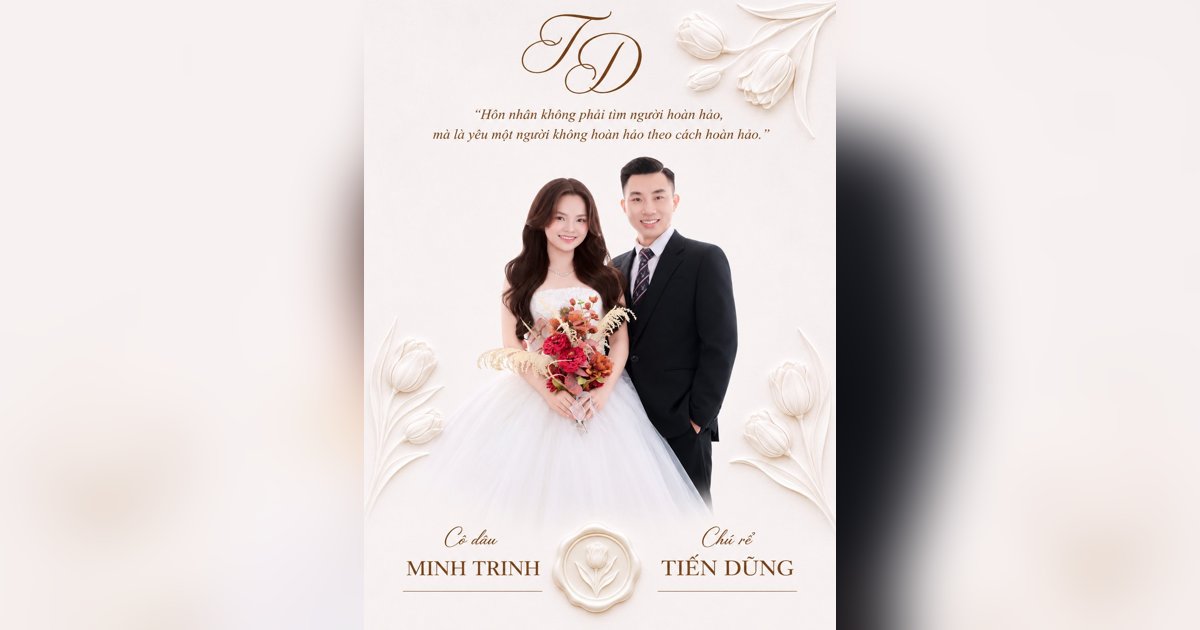 TD
“Hôn nhân không phải tìm người hoàn hảo,
mà là yêu một người không hoàn hảo theo cách hoàn hảo.”
Cô dâu
MINH TRINH
Chú rể
TIẾN DŨNG